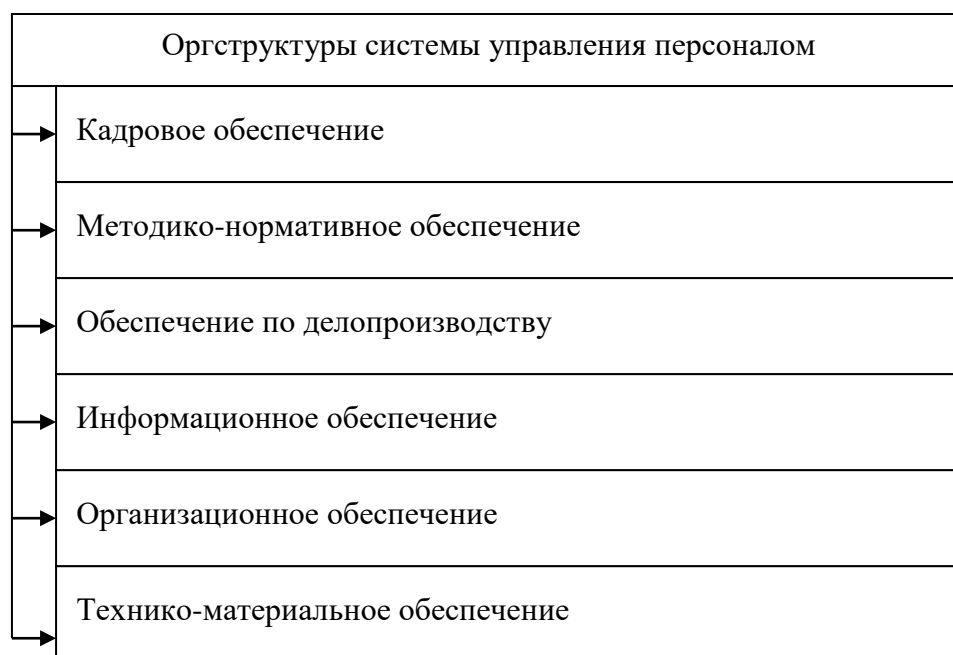 Оргструктуры системы управления персоналом
Кадровое обеспечение
Методико-нормативное обеспечение
Обеспечение по делопроизводству
Информационное обеспечение
Организационное обеспечение
Технико-материальное обеспечение